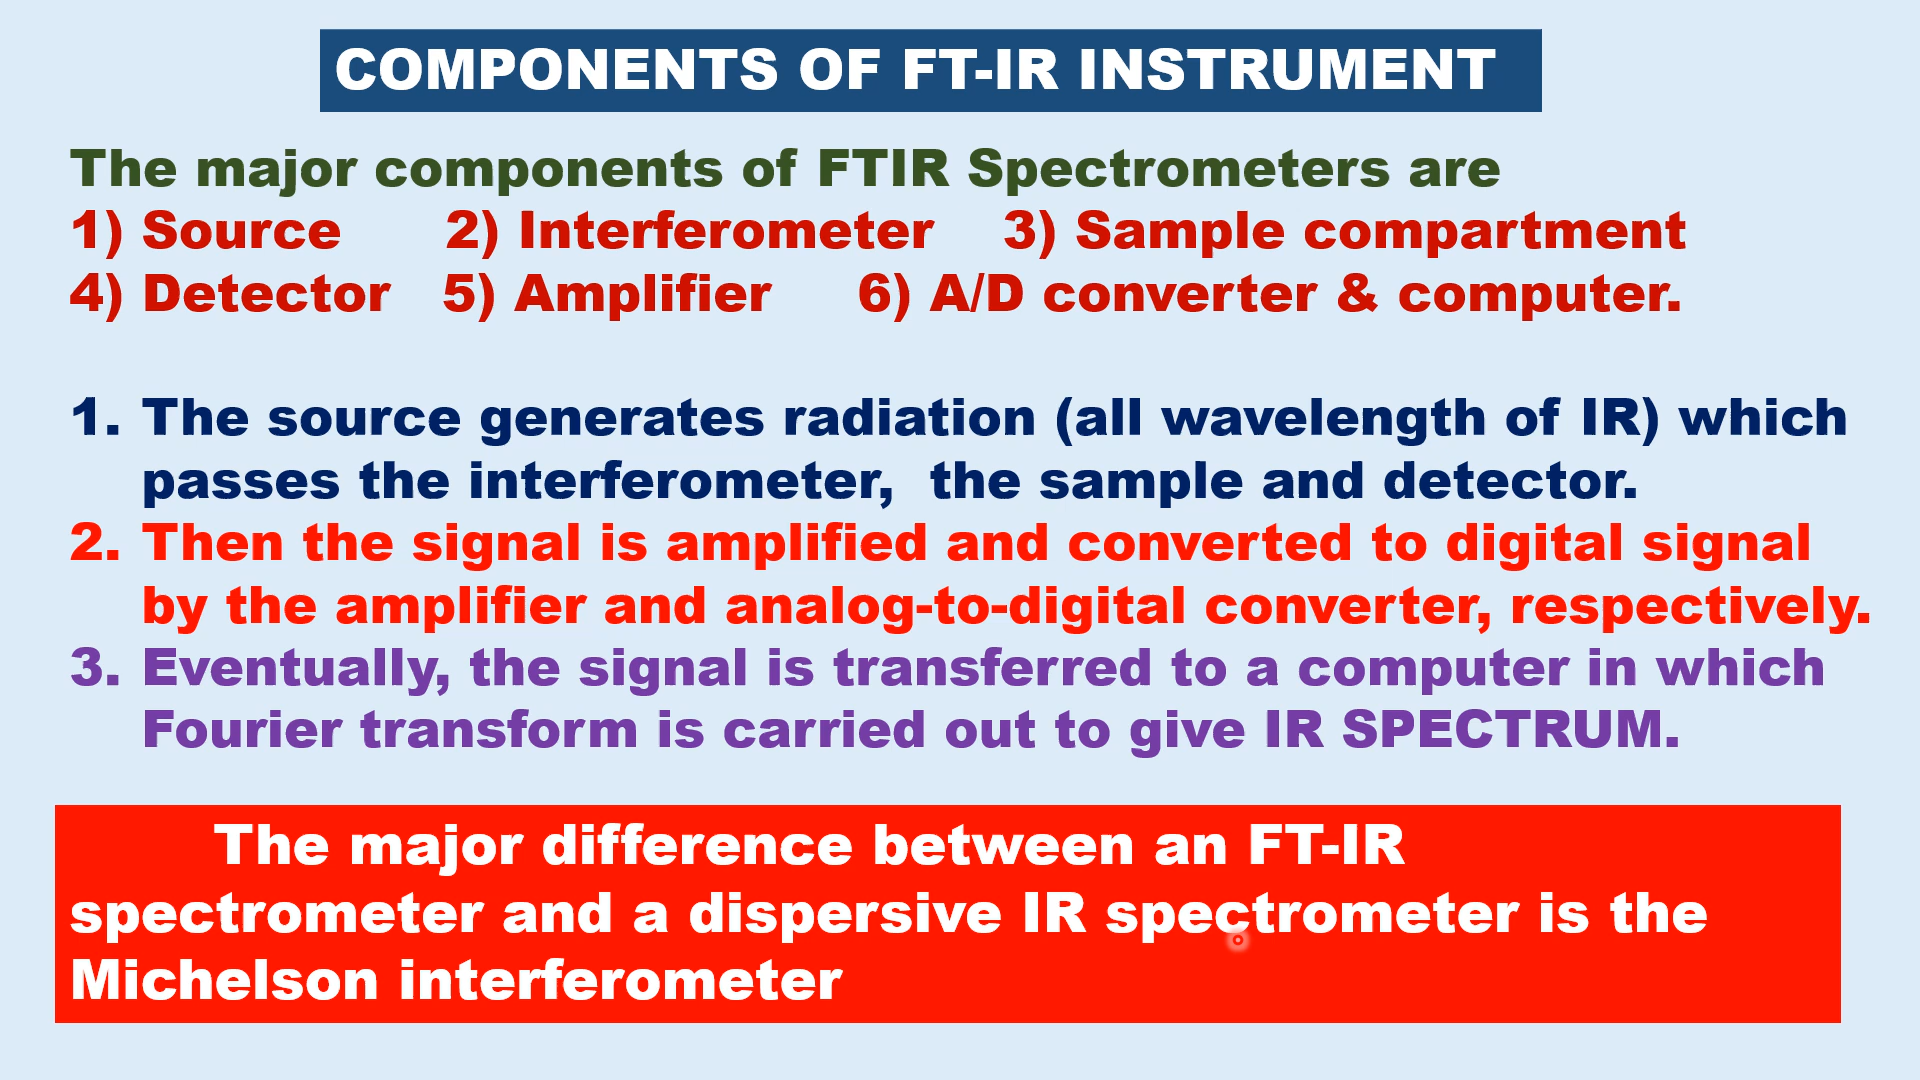 COMPONENTS OF FT-IR INSTRUMENT
The major components of FTIR Spectrometers are
1) Source 2) Interferometer 3) Sample compartment
4) Detector 5) Amplifier 6) A/D converter & computer.
1. The source generates radiation (all wavelength of IR) which
passes the interferometer, the sample and detector.
2. Then the signal is amplified and converted to digital signal
by the amplifier and analog-to-digital converter, respectively.
3. Eventually, the signal is transferred to a computer in which
Fourier transform is carried out to give IR SPECTRUM.
The major difference between an FT-IR
spectrometer and a dispersive IR spectrometer is the
Michelson interferometer